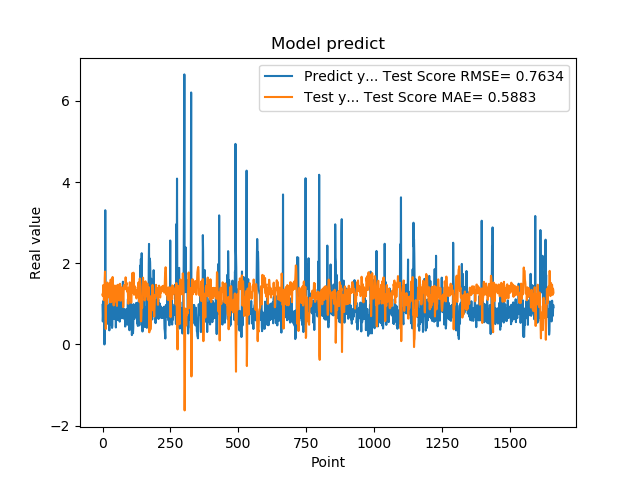 Model predict
Predict y... Test Score RMSE= 0.7634
Test y... Test Score MAE= 0.5883
Real value
6
4
2
0
−2
0 250 500 750 1000 1250 1500
Point